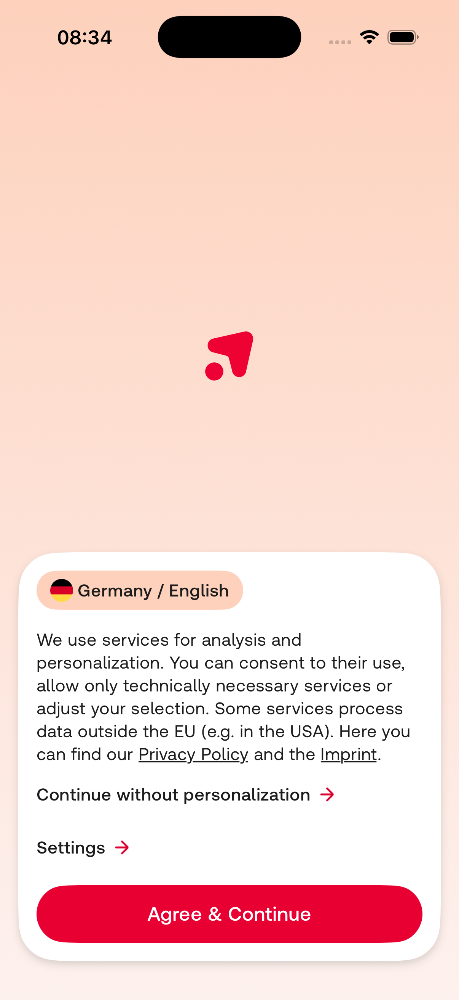 08:34
Germany / English
We use services for analysis and
personalization. You can consent to their use,
allow only technically necessary services or
adjust your selection. Some services process
data outside the EU (e.g. in the USA). Here you
can find our Privacy Policy and the Imprint.
Continue without personalization
Settings
Agree & Continue